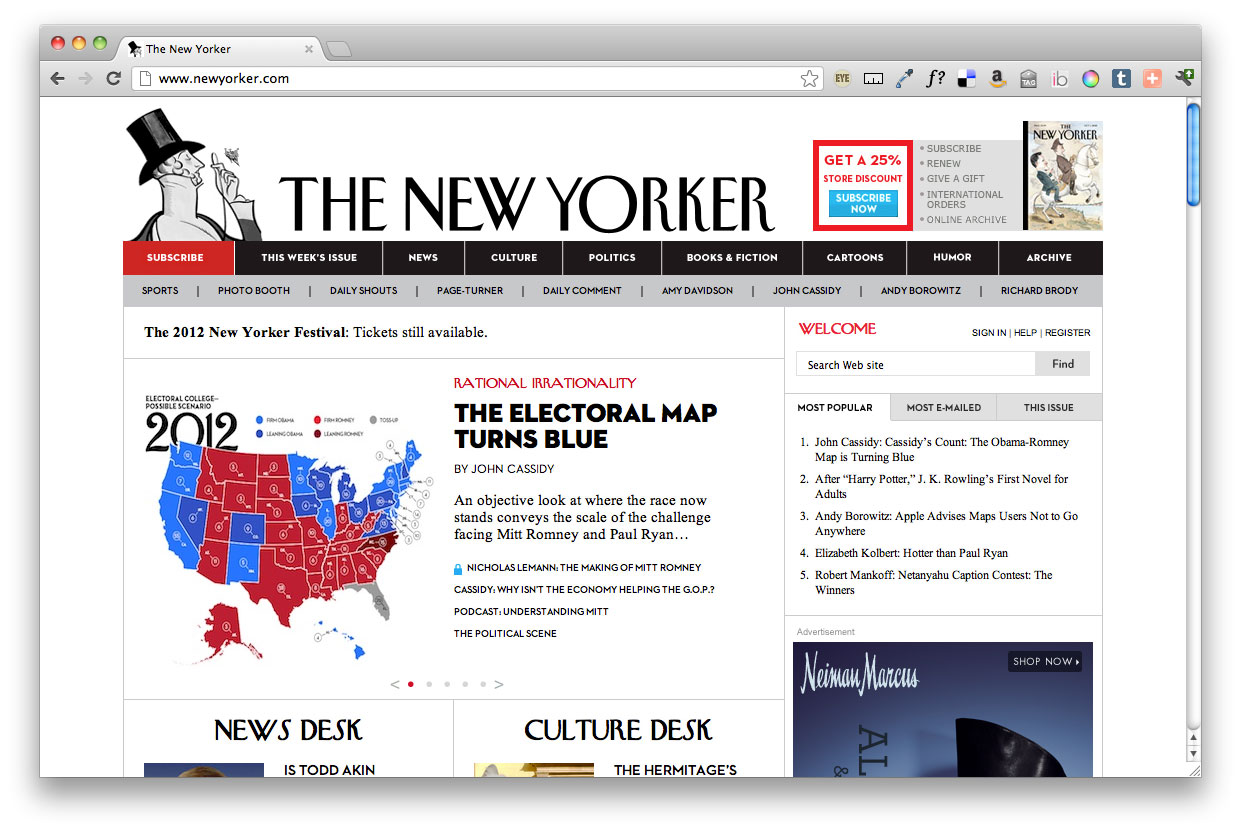 The New Yorker
www.newyorker.com
EYE
f?
a
TAG
ib
t
THE NEW YORKER
GET A 25%
STORE DISCOUNT
SUBSCRIBE
NOW
• SUBSCRIBE
• RENEW
• GIVE A GIFT
• INTERNATIONAL
ORDERS
• ONLINE ARCHIVE
THE
NEW YORKER
SUBSCRIBE THIS WEEK'S ISSUE NEWS CULTURE POLITICS BOOKS & FICTION CARTOONS HUMOR ARCHIVE
SPORTS | PHOTO BOOTH | DAILY SHOUTS | PAGE-TURNER | DAILY COMMENT | AMY DAVIDSON | JOHN CASSIDY | ANDY BOROWITZ | RICHARD BRODY
The 2012 New Yorker Festival: Tickets still available.
ELECTORAL COLLEGE—
POSSIBLE SCENARIO
2012
FIRM OBAMA FIRM ROMNEY TOSS-UP
LEANING OBAMA LEANING ROMNEY
RATIONAL IRRATIONALITY
THE ELECTORAL MAP
TURNS BLUE
BY JOHN CASSIDY
An objective look at where the race now
stands conveys the scale of the challenge
facing Mitt Romney and Paul Ryan…
NICHOLAS LEMANN: THE MAKING OF MITT ROMNEY
CASSIDY: WHY ISN'T THE ECONOMY HELPING THE G.O.P.?
PODCAST: UNDERSTANDING MITT
THE POLITICAL SCENE
< >
WELCOME
SIGN IN | HELP | REGISTER
Search Web site Find
MOST POPULAR MOST E-MAILED THIS ISSUE
1. John Cassidy: Cassidy's Count: The Obama-Romney
Map is Turning Blue
2. After “Harry Potter,” J. K. Rowling's First Novel for
Adults
3. Andy Borowitz: Apple Advises Maps Users Not to Go
Anywhere
4. Elizabeth Kolbert: Hotter than Paul Ryan
5. Robert Mankoff: Netanyahu Caption Contest: The
Winners
Advertisement
Neiman Marcus
SHOP NOW
AL
&
NEWS DESK
IS TODD AKIN
CULTURE DESK
THE HERMITAGE'S